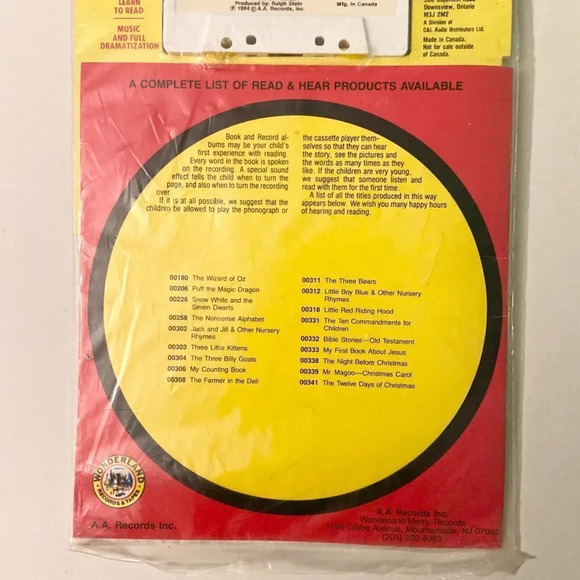 LEARN
TO READ
MUSIC
AND FULL
DRAMATIZATION
Produced by: Ralph Stein
℗ 1984 © A.A. Records, Inc.
Mfg. in Canada
Downsview, Ontario
M3J 2M2
A Division of
C&L Audio Distributors Ltd.
Made in Canada.
Not for sale outside
of Canada.
A COMPLETE LIST OF READ & HEAR PRODUCTS AVAILABLE
Book and Record al-
bums may be your child's
first experience with reading.
Every word in the book is spoken
on the recording. A special sound
effect tells the child when to turn the
page, and also when to turn the recording
over.
If it is at all possible, we suggest that the
children be allowed to play the phonograph or
the cassette player them-
selves so that they can hear
the story, see the pictures and
the words as many times as they
like. If the children are very young,
we suggest that someone listen and
read with them for the first time.
A list of all the titles produced in this way
appears below. We wish you many happy hours
of hearing and reading.
00180 The Wizard of Oz
00206 Puff the Magic Dragon
00226 Snow White and the
Seven Dwarfs
00258 The Nonsense Alphabet
00302 Jack and Jill & Other Nursery
Rhymes
00303 Three Little Kittens
00304 The Three Billy Goats
00306 My Counting Book
00308 The Farmer in the Dell
00311 The Three Bears
00312 Little Boy Blue & Other Nursery
Rhymes
00318 Little Red Riding Hood
00331 The Ten Commandments for
Children
00332 Bible Stories—Old Testament
00333 My First Book About Jesus
00338 The Night Before Christmas
00339 Mr. Magoo—Christmas Carol
00341 The Twelve Days of Christmas
WONDERLAND
RECORDS & TAPES
A.A. Records Inc.
A.A. Records Inc.
Wonderland/Merry Records
1105 Globe Avenue, Mountainside, NJ 07092
(201) 232-8383